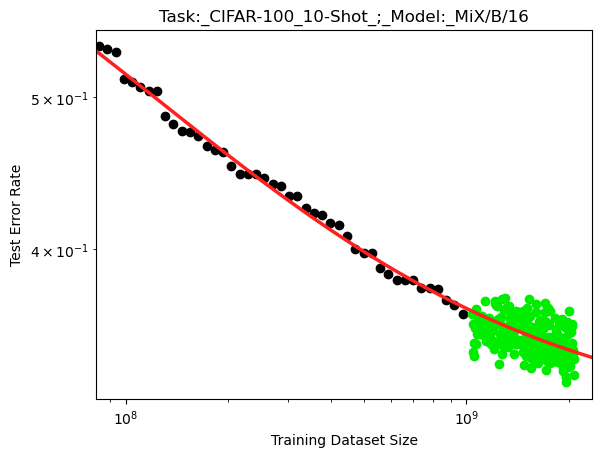 Task:_CIFAR-100_10-Shot_;_Model:_MiX/B/16
5 × 10⁻¹
4 × 10⁻¹
Test Error Rate
10⁸
10⁹
Training Dataset Size